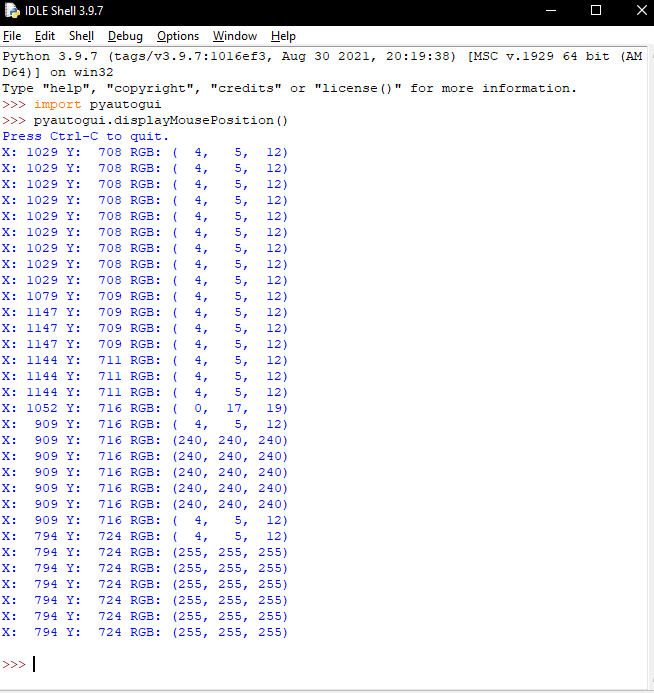 IDLE Shell 3.9.7
File Edit Shell Debug Options Window Help
Python 3.9.7 (tags/v3.9.7:1016ef3, Aug 30 2021, 20:19:38) [MSC v.1929 64 bit (AM
D64)] on win32
Type "help", "copyright", "credits" or "license()" for more information.
>>> import pyautogui
>>> pyautogui.displayMousePosition()
Press Ctrl-C to quit.
X: 1029 Y:  708 RGB: (  4,   5,  12)
X: 1029 Y:  708 RGB: (  4,   5,  12)
X: 1029 Y:  708 RGB: (  4,   5,  12)
X: 1029 Y:  708 RGB: (  4,   5,  12)
X: 1029 Y:  708 RGB: (  4,   5,  12)
X: 1029 Y:  708 RGB: (  4,   5,  12)
X: 1029 Y:  708 RGB: (  4,   5,  12)
X: 1029 Y:  708 RGB: (  4,   5,  12)
X: 1029 Y:  708 RGB: (  4,   5,  12)
X: 1079 Y:  709 RGB: (  4,   5,  12)
X: 1147 Y:  709 RGB: (  4,   5,  12)
X: 1147 Y:  709 RGB: (  4,   5,  12)
X: 1147 Y:  709 RGB: (  4,   5,  12)
X: 1144 Y:  711 RGB: (  4,   5,  12)
X: 1144 Y:  711 RGB: (  4,   5,  12)
X: 1144 Y:  711 RGB: (  4,   5,  12)
X: 1052 Y:  716 RGB: (  0,  17,  19)
X:  909 Y:  716 RGB: (  4,   5,  12)
X:  909 Y:  716 RGB: (240, 240, 240)
X:  909 Y:  716 RGB: (240, 240, 240)
X:  909 Y:  716 RGB: (240, 240, 240)
X:  909 Y:  716 RGB: (240, 240, 240)
X:  909 Y:  716 RGB: (240, 240, 240)
X:  909 Y:  716 RGB: (  4,   5,  12)
X:  794 Y:  724 RGB: (  4,   5,  12)
X:  794 Y:  724 RGB: (255, 255, 255)
X:  794 Y:  724 RGB: (255, 255, 255)
X:  794 Y:  724 RGB: (255, 255, 255)
X:  794 Y:  724 RGB: (255, 255, 255)
X:  794 Y:  724 RGB: (255, 255, 255)
X:  794 Y:  724 RGB: (255, 255, 255)
>>>